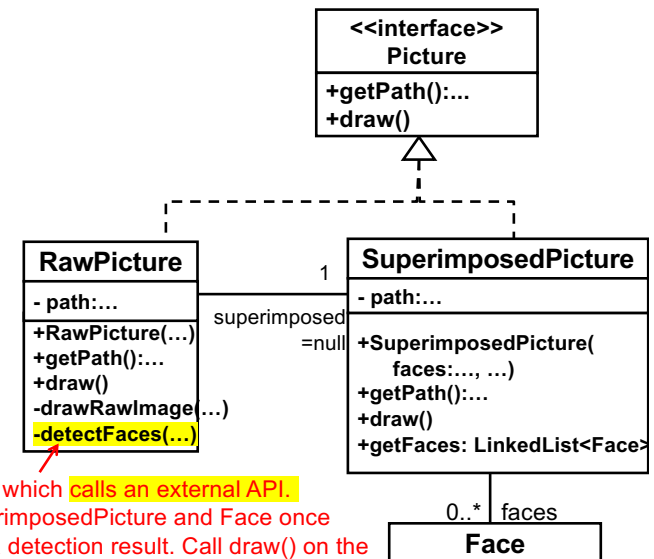 <<interface>>
Picture
+getPath():...
+draw()
RawPicture
- path:...
+RawPicture(...)
+getPath():...
+draw()
-drawRawImage(...)
-detectFaces(...)
1
superimposed
=null
SuperimposedPicture
- path:...
+SuperimposedPicture(
faces:..., ...)
+getPath():...
+draw()
+getFaces: LinkedList<Face>
which calls an external API.
rimposedPicture and Face once
detection result. Call draw() on the
0..* faces
Face